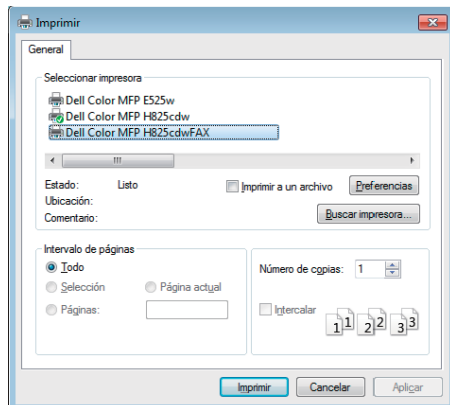 Imprimir
General
Seleccionar impresora
Dell Color MFP E525w
Dell Color MFP H825cdw
Dell Color MFP H825cdwFAX
Estado: Listo
Imprimir a un archivo
Preferencias
Ubicación:
Comentario:
Buscar impresora...
Intervalo de páginas
Todo
Selección
Página actual
Páginas:
Número de copias: 1
Intercalar
1 1 2 2 3 3
Imprimir
Cancelar
Aplicar